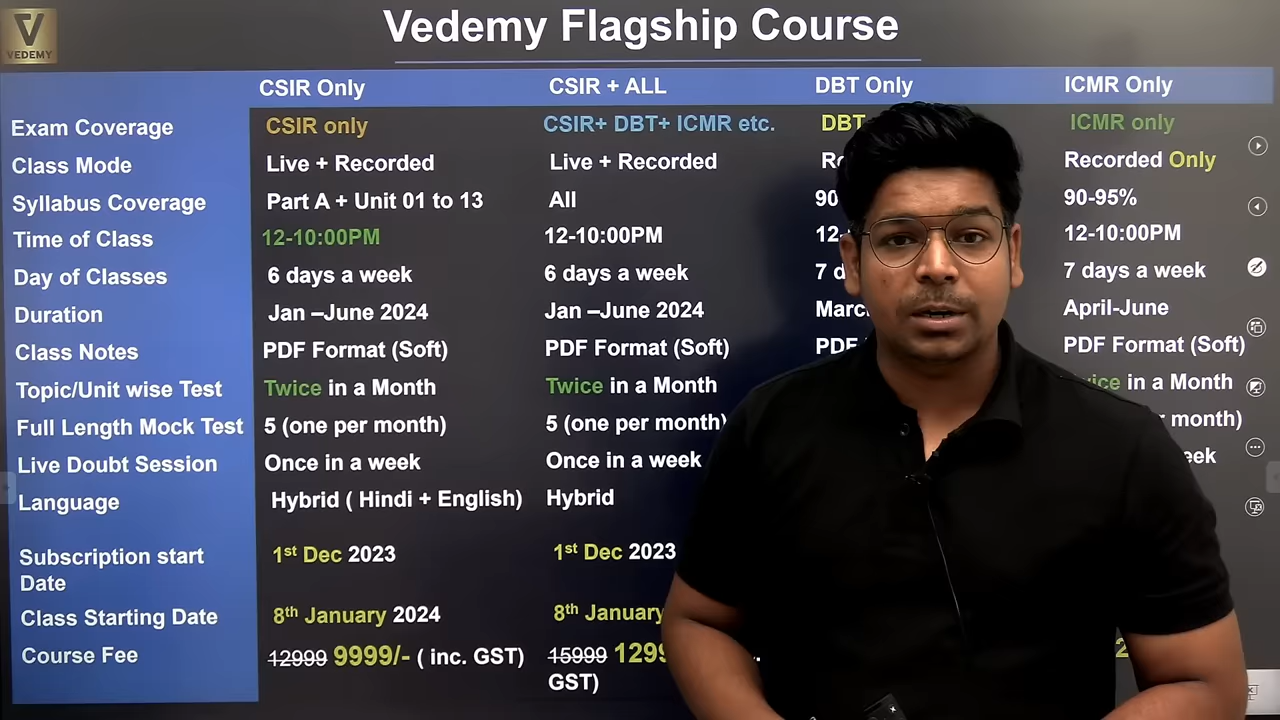 VEDEMY
Vedemy Flagship Course
CSIR Only CSIR + ALL DBT Only ICMR Only
Exam Coverage CSIR only CSIR+ DBT+ ICMR etc. DBT ICMR only
Class Mode Live + Recorded Live + Recorded Recorded Only
Syllabus Coverage Part A + Unit 01 to 13 All 90 90-95%
Time of Class 12-10:00PM 12-10:00PM 12- 12-10:00PM
Day of Classes 6 days a week 6 days a week 7 7 days a week
Duration Jan –June 2024 Jan –June 2024 April-June
Class Notes PDF Format (Soft) PDF Format (Soft) PDF PDF Format (Soft)
Topic/Unit wise Test Twice in a Month Twice in a Month in a Month
Full Length Mock Test 5 (one per month) 5 (one per month) month)
Live Doubt Session Once in a week Once in a week
Language Hybrid ( Hindi + English) Hybrid
Subscription start 1st Dec 2023 1st Dec 2023
Date
Class Starting Date 8th January 2024 8th January
Course Fee 12999 9999/- ( inc. GST) 15999 129
GST)